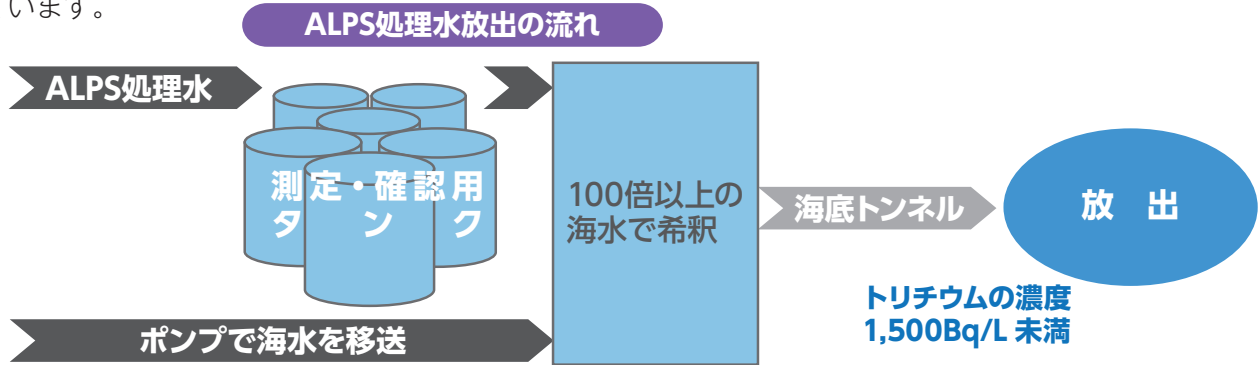 います。
ALPS処理水放出の流れ
ALPS処理水
測定・確認用
タンク
100倍以上の
海水で希釈
海底トンネル
放出
トリチウムの濃度
1,500Bq/L 未満
ポンプで海水を移送